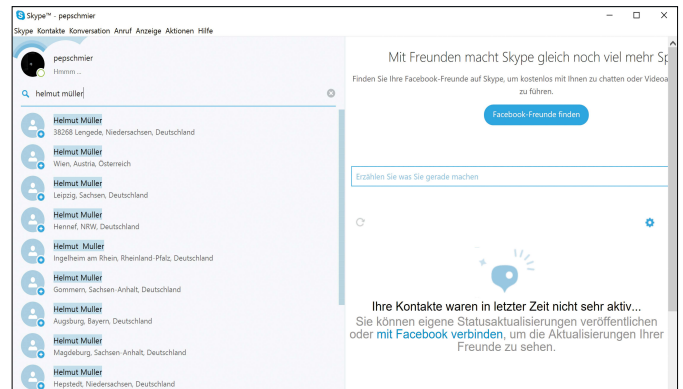 Skype™ - pepschmier
Skype Kontakte Konversation Anruf Anzeige Aktionen Hilfe
pepschmier
Hmmm ...
helmut müller
Helmut Müller
38268 Lengede, Niedersachsen, Deutschland
Helmut Müller
Wien, Austria, Österreich
Helmut Muller
Leipzig, Sachsen, Deutschland
Helmut Muller
Hennef, NRW, Deutschland
Helmut Muller
Ingelheim am Rhein, Rheinland-Pfalz, Deutschland
Helmut Muller
Gommern, Sachsen-Anhalt, Deutschland
Helmut Muller
Augsburg, Bayern, Deutschland
Helmut Muller
Magdeburg, Sachsen-Anhalt, Deutschland
Helmut Muller
Hepstedt, Niedersachsen, Deutschland
Mit Freunden macht Skype gleich noch viel mehr Sp
Finden Sie Ihre Facebook-Freunde auf Skype, um kostenlos mit Ihnen zu chatten oder Videoa
zu führen.
Facebook-Freunde finden
Erzählen Sie was Sie gerade machen
Ihre Kontakte waren in letzter Zeit nicht sehr aktiv...
Sie können eigene Statusaktualisierungen veröffentlichen
oder mit Facebook verbinden, um die Aktualisierungen Ihrer
Freunde zu sehen.